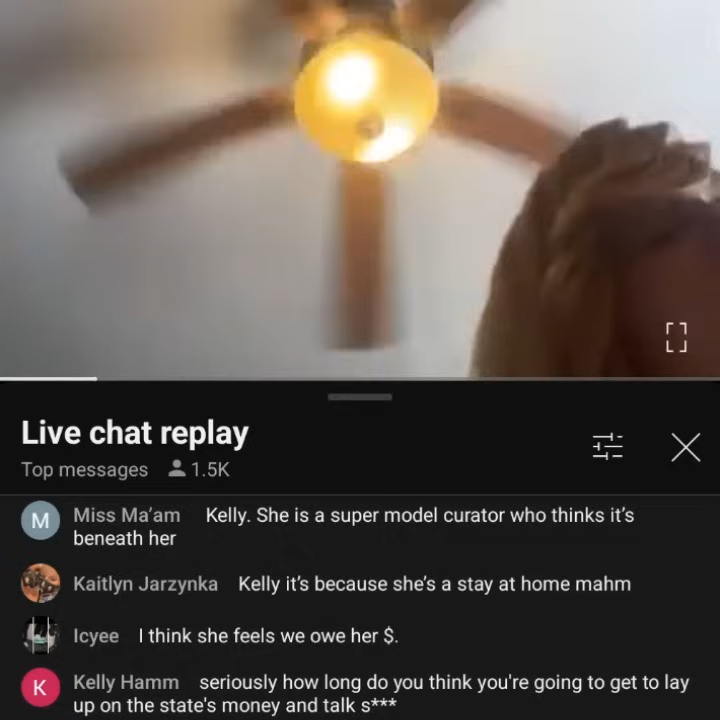 Live chat replay
Top messages 1.5K
M Miss Ma’am Kelly. She is a super model curator who thinks it’s
beneath her
Kaitlyn Jarzynka Kelly it’s because she’s a stay at home mahm
Icyee I think she feels we owe her $.
K Kelly Hamm seriously how long do you think you're going to get to lay
up on the state's money and talk s***